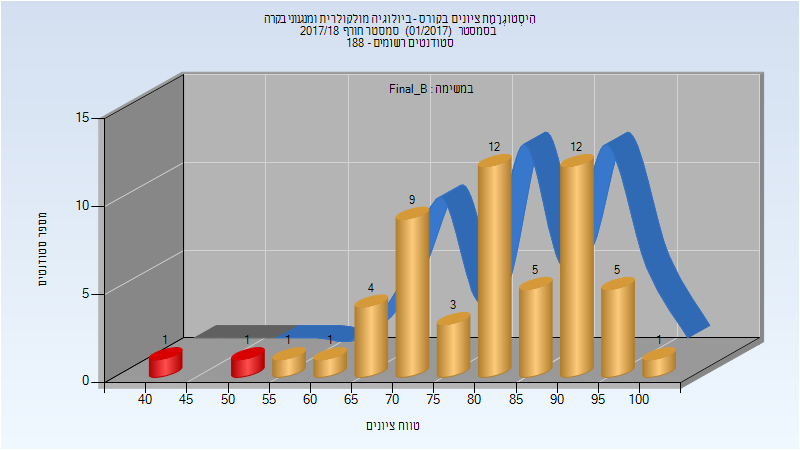 הִיסְטוֹגְרַמַּת ציונים בקורס - ביולוגיה מולקולרית ומנגנוני בקרה
בסמסטר (01/2017) סמסטר חורף 2017/18
סטודנטים רשומים - 188
במשימה : Final_B
מספר סטודנטים
15
10
5
0
1
1
1
1
4
9
3
12
5
12
5
1
40 45 50 55 60 65 70 75 80 85 90 95 100
טווח ציונים